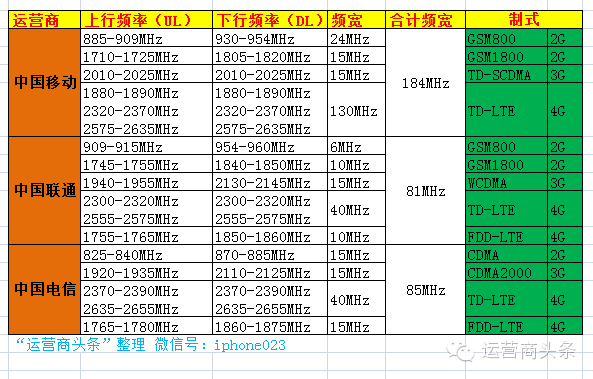 运营商 上行频率（UL） 下行频率（DL） 频宽 合计频宽 制式
中国移动 885-909MHz 930-954MHz 24MHz 184MHz GSM800 2G
1710-1725MHz 1805-1820MHz 15MHz GSM1800 2G
2010-2025MHz 2010-2025MHz 15MHz TD-SCDMA 3G
1880-1890MHz 1880-1890MHz 130MHz TD-LTE 4G
2320-2370MHz 2320-2370MHz
2575-2635MHz 2575-2635MHz
中国联通 909-915MHz 954-960MHz 6MHz 81MHz GSM800 2G
1745-1755MHz 1840-1850MHz 10MHz GSM1800 2G
1940-1955MHz 2130-2145MHz 15MHz WCDMA 3G
2300-2320MHz 2300-2320MHz 40MHz TD-LTE 4G
2555-2575MHz 2555-2575MHz
1755-1765MHz 1850-1860MHz 10MHz FDD-LTE 4G
中国电信 825-840MHz 870-885MHz 15MHz 85MHz CDMA 2G
1920-1935MHz 2110-2125MHz 15MHz CDMA2000 3G
2370-2390MHz 2370-2390MHz 40MHz TD-LTE 4G
2635-2655MHz 2635-2655MHz
1765-1780MHz 1860-1875MHz 15MHz FDD-LTE 4G
“运营商头条”整理 微信号：iphone023
运营商头条